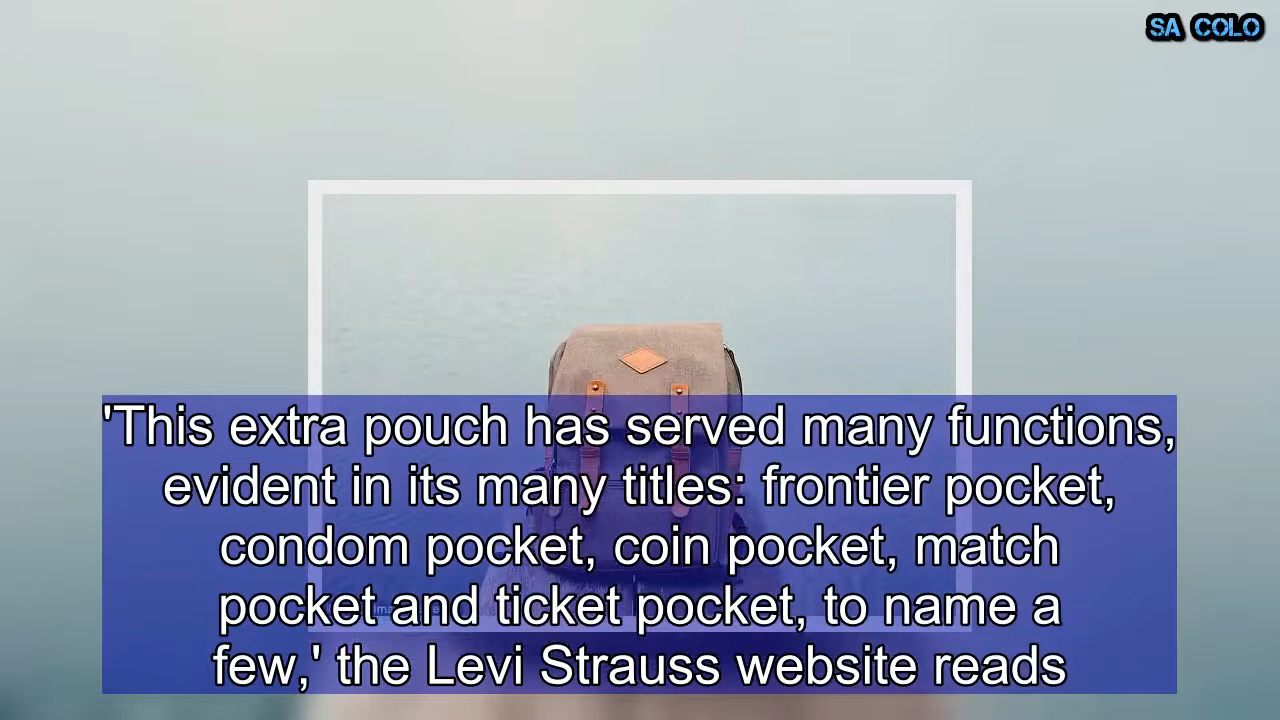 SA COLO
'This extra pouch has served many functions,
evident in its many titles: frontier pocket,
condom pocket, coin pocket, match
pocket and ticket pocket, to name a
few,' the Levi Strauss website reads